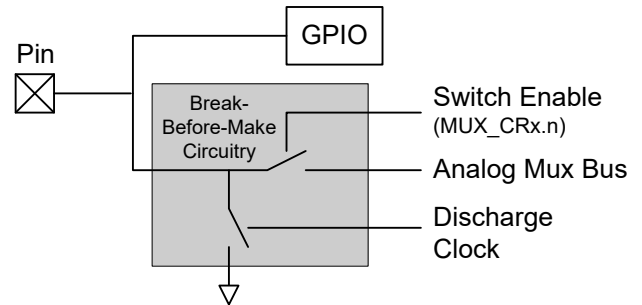 GPIO
Pin
Break-
Before-Make
Circuitry
Switch Enable
(MUX_CRx.n)
Analog Mux Bus
Discharge
Clock